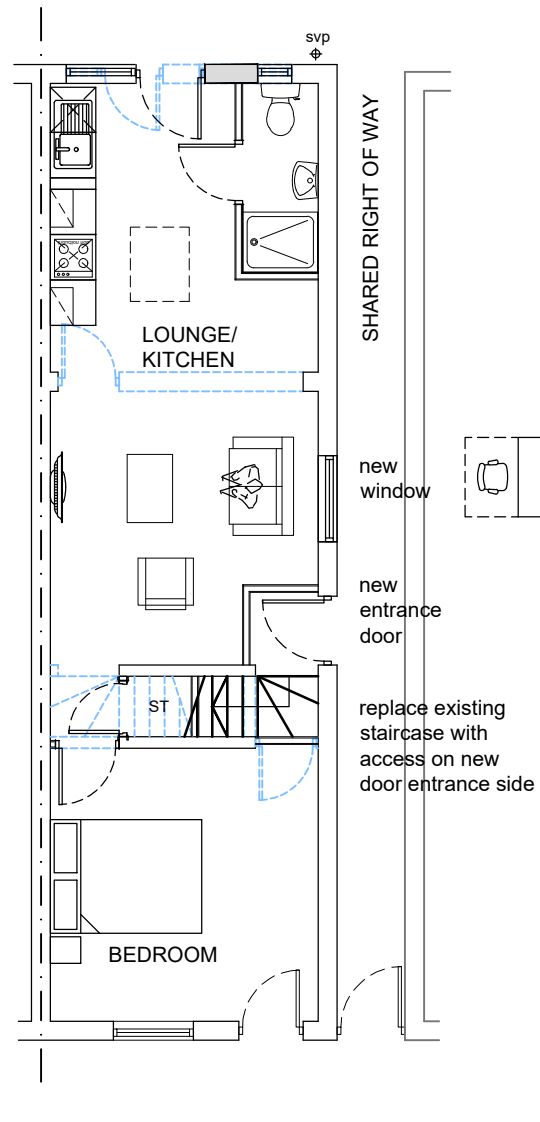 svp
SHARED RIGHT OF WAY
LOUNGE/
KITCHEN
new
window
new
entrance
door
ST
replace existing
staircase with
access on new
door entrance side
BEDROOM